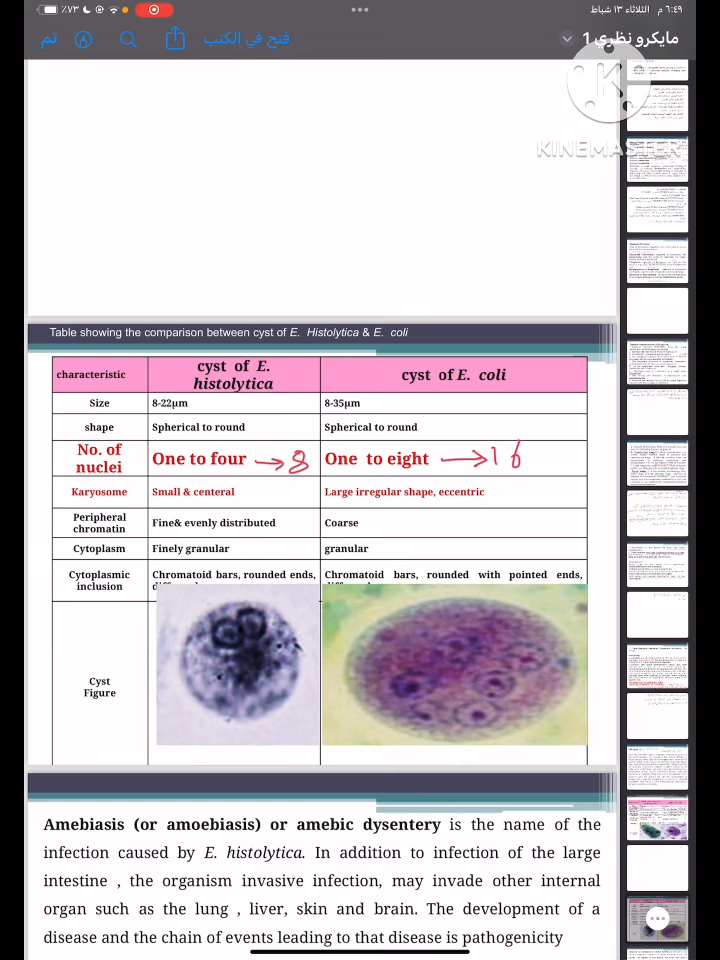 ٦:٤٩ م الثلاثاء ١٣ شباط
٪٧٣
مايكرو نظري 1
فتح في الكتب
تم
KINEMASTER
Table showing the comparison between cyst of E. Histolytica & E. coli
characteristic cyst of E. histolytica cyst of E. coli
Size 8-22μm 8-35μm
shape Spherical to round Spherical to round
No. of nuclei One to four → 8 One to eight → 16
Karyosome Small & centeral Large irregular shape, eccentric
Peripheral chromatin Fine& evenly distributed Coarse
Cytoplasm Finely granular granular
Cytoplasmic inclusion Chromatoid bars, rounded ends, Chromatoid bars, rounded with pointed ends,
Cyst Figure
Amebiasis (or amoebiasis) or amebic dysentery is the name of the
infection caused by E. histolytica. In addition to infection of the large
intestine , the organism invasive infection, may invade other internal
organ such as the lung , liver, skin and brain. The development of a
disease and the chain of events leading to that disease is pathogenicity